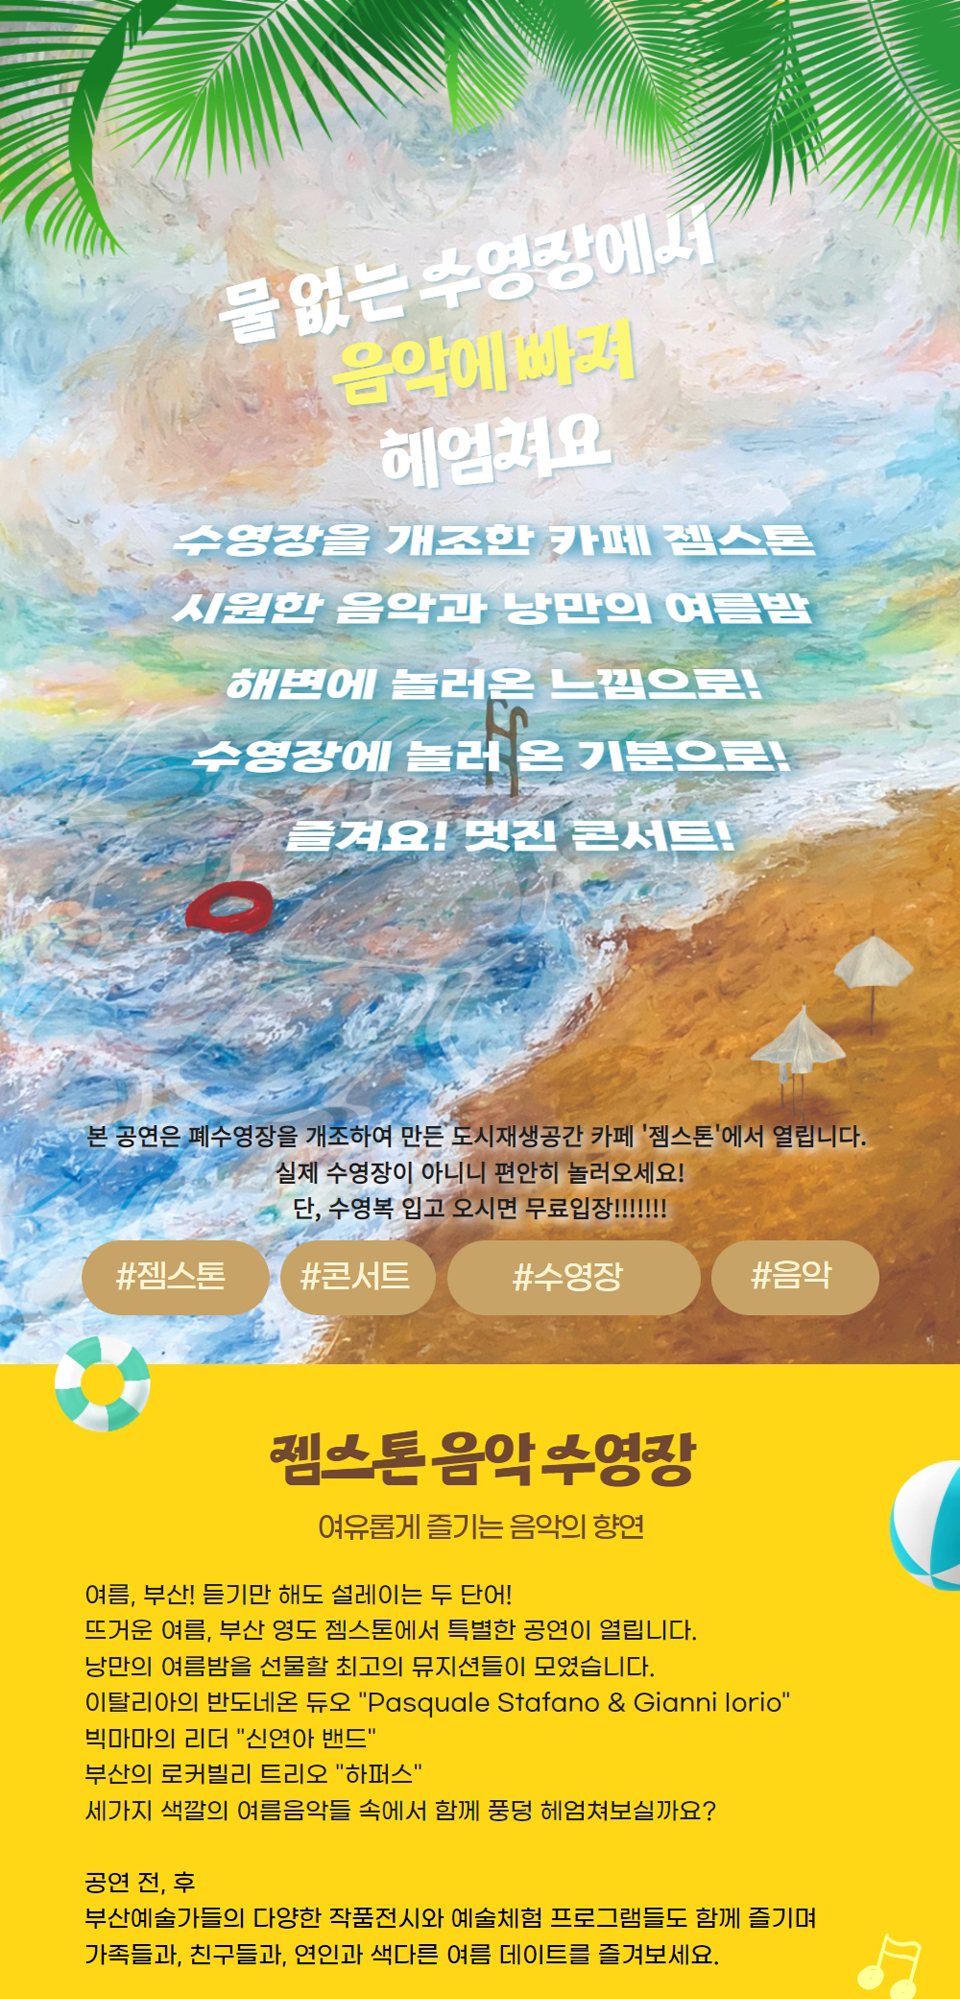 물 없는 수영장에서
음악에 빠져
헤엄쳐요
수영장을 개조한 카페 젬스톤
시원한 음악과 낭만의 여름밤
해변에 놀러온 느낌으로!
수영장에 놀러 온 기분으로!
즐겨요! 멋진 콘서트!
본 공연은 폐수영장을 개조하여 만든 도시재생공간 카페 '젬스톤'에서 열립니다.
실제 수영장이 아니니 편안히 놀러오세요!
단, 수영복 입고 오시면 무료입장!!!!!!!
#젬스톤 #콘서트 #수영장 #음악
젬스톤 음악 수영장
여유롭게 즐기는 음악의 향연
여름, 부산! 듣기만 해도 설레이는 두 단어!
뜨거운 여름, 부산 영도 젬스톤에서 특별한 공연이 열립니다.
낭만의 여름밤을 선물할 최고의 뮤지션들이 모였습니다.
이탈리아의 반도네온 듀오 "Pasquale Stafano & Gianni Iorio"
빅마마의 리더 "신연아 밴드"
부산의 로커빌리 트리오 "하퍼스"
세가지 색깔의 여름음악들 속에서 함께 풍덩 헤엄쳐보실까요?
공연 전, 후
부산예술가들의 다양한 작품전시와 예술체험 프로그램들도 함께 즐기며
가족들과, 친구들과, 연인과 색다른 여름 데이트를 즐겨보세요.